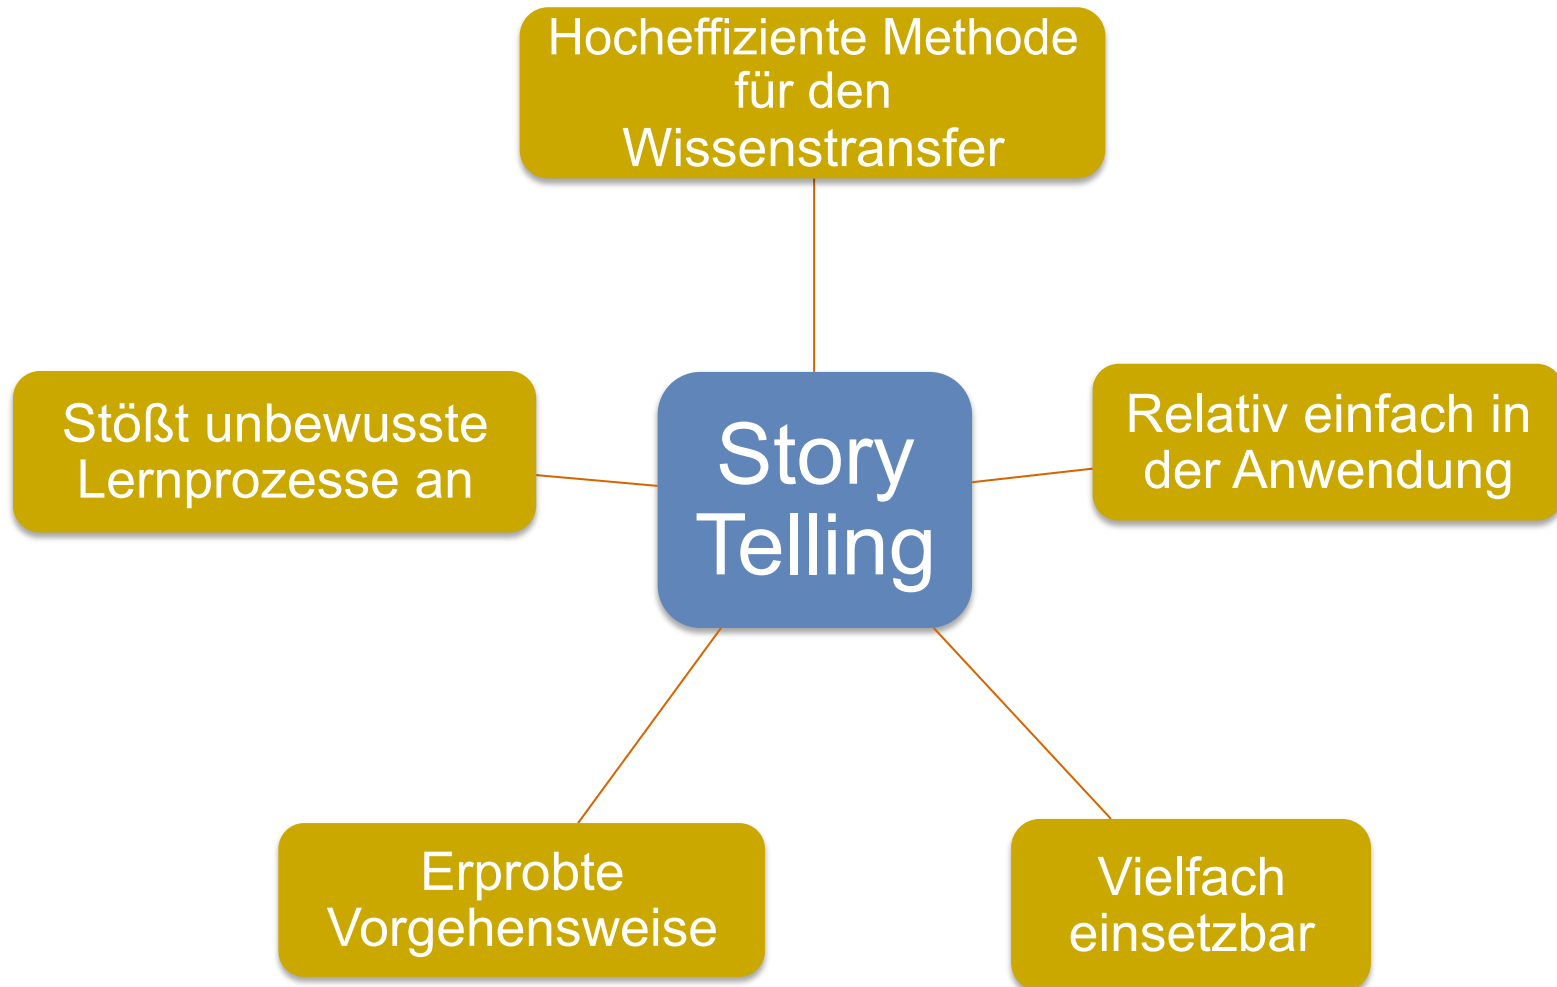 Hocheffiziente Methode
für den
Wissenstransfer
Stößt unbewusste
Lernprozesse an
Story
Telling
Relativ einfach in
der Anwendung
Erprobte
Vorgehensweise
Vielfach
einsetzbar